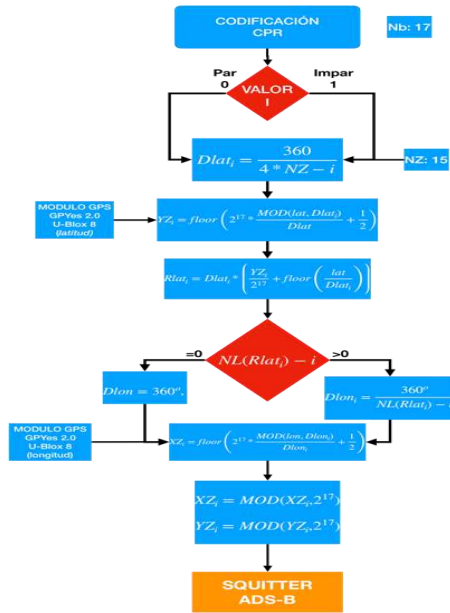 CODIFICACIÓN
CPR
Nb: 17
Par
0
Impar
1
VALOR
I
Dlat_i = 360 / 4 * NZ − i
NZ: 15
MODULO GPS
GPYes 2.0
U-Blox 8
(latitud)
YZ_i = floor(2^17 * MOD(lat, Dlat_i) / Dlat + 1/2)
Rlat_i = Dlat_i * (YZ_i / 2^17 + floor(lat / Dlat_i))
=0
NL(Rlat_i) − i
>0
Dlon = 360º,
Dlon_i = 360º / NL(Rlat_i) −
MODULO GPS
GPYes 2.0
U-Blox 8
(longitud)
XZ_i = floor(2^17 * MOD(lon, Dlon_i) / Dlon_i + 1/2)
XZ_i = MOD(XZ_i, 2^17)
YZ_i = MOD(YZ_i, 2^17)
SQUITTER
ADS-B